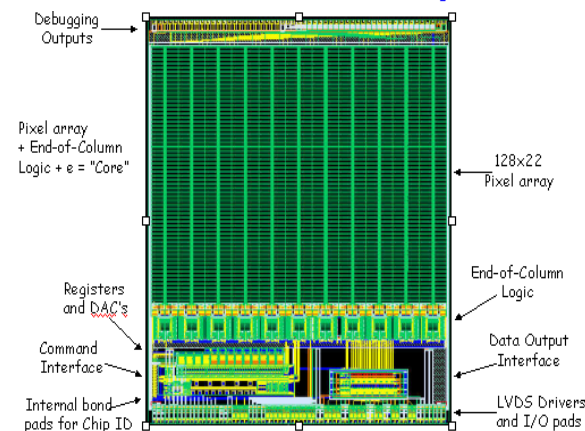 Debugging
Outputs
Pixel array
+ End-of-Column
Logic + e = "Core"
128x22
Pixel array
End-of-Column
Logic
Registers
and DAC's
Command
Interface
Data Output
Interface
Internal bond
pads for Chip ID
LVDS Drivers
and I/O pads